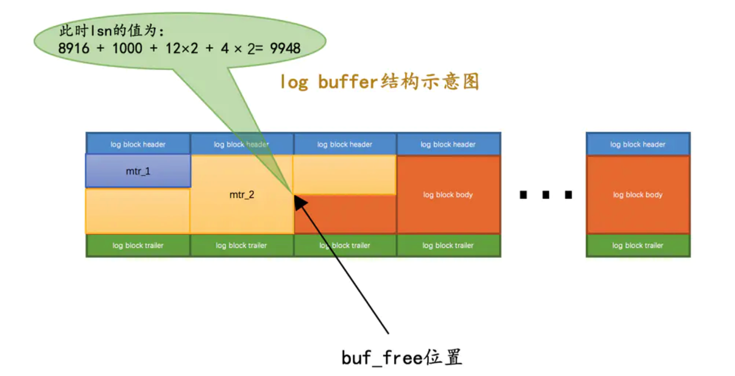 此时lsn的值为：
8916 + 1000 + 12×2 + 4 × 2= 9948
log buffer结构示意图
log block header
log block header
log block header
log block header
log block header
mtr_1
mtr_2
log block body
log block body
log block trailer
log block trailer
log block trailer
log block trailer
log block trailer
buf_free位置